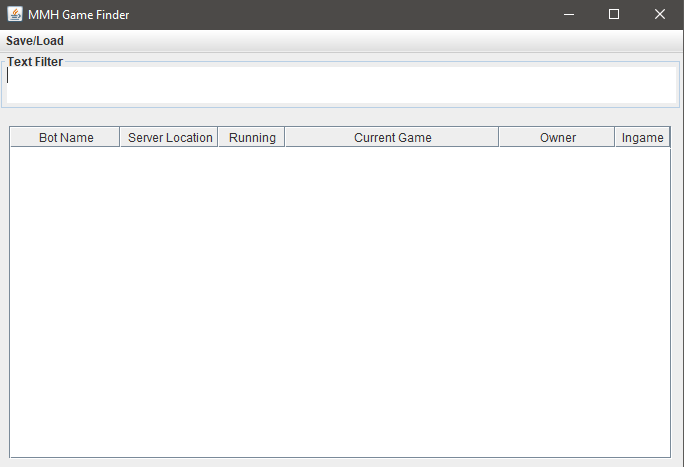 MMH Game Finder
Save/Load
Text Filter
Bot Name Server Location Running Current Game Owner Ingame